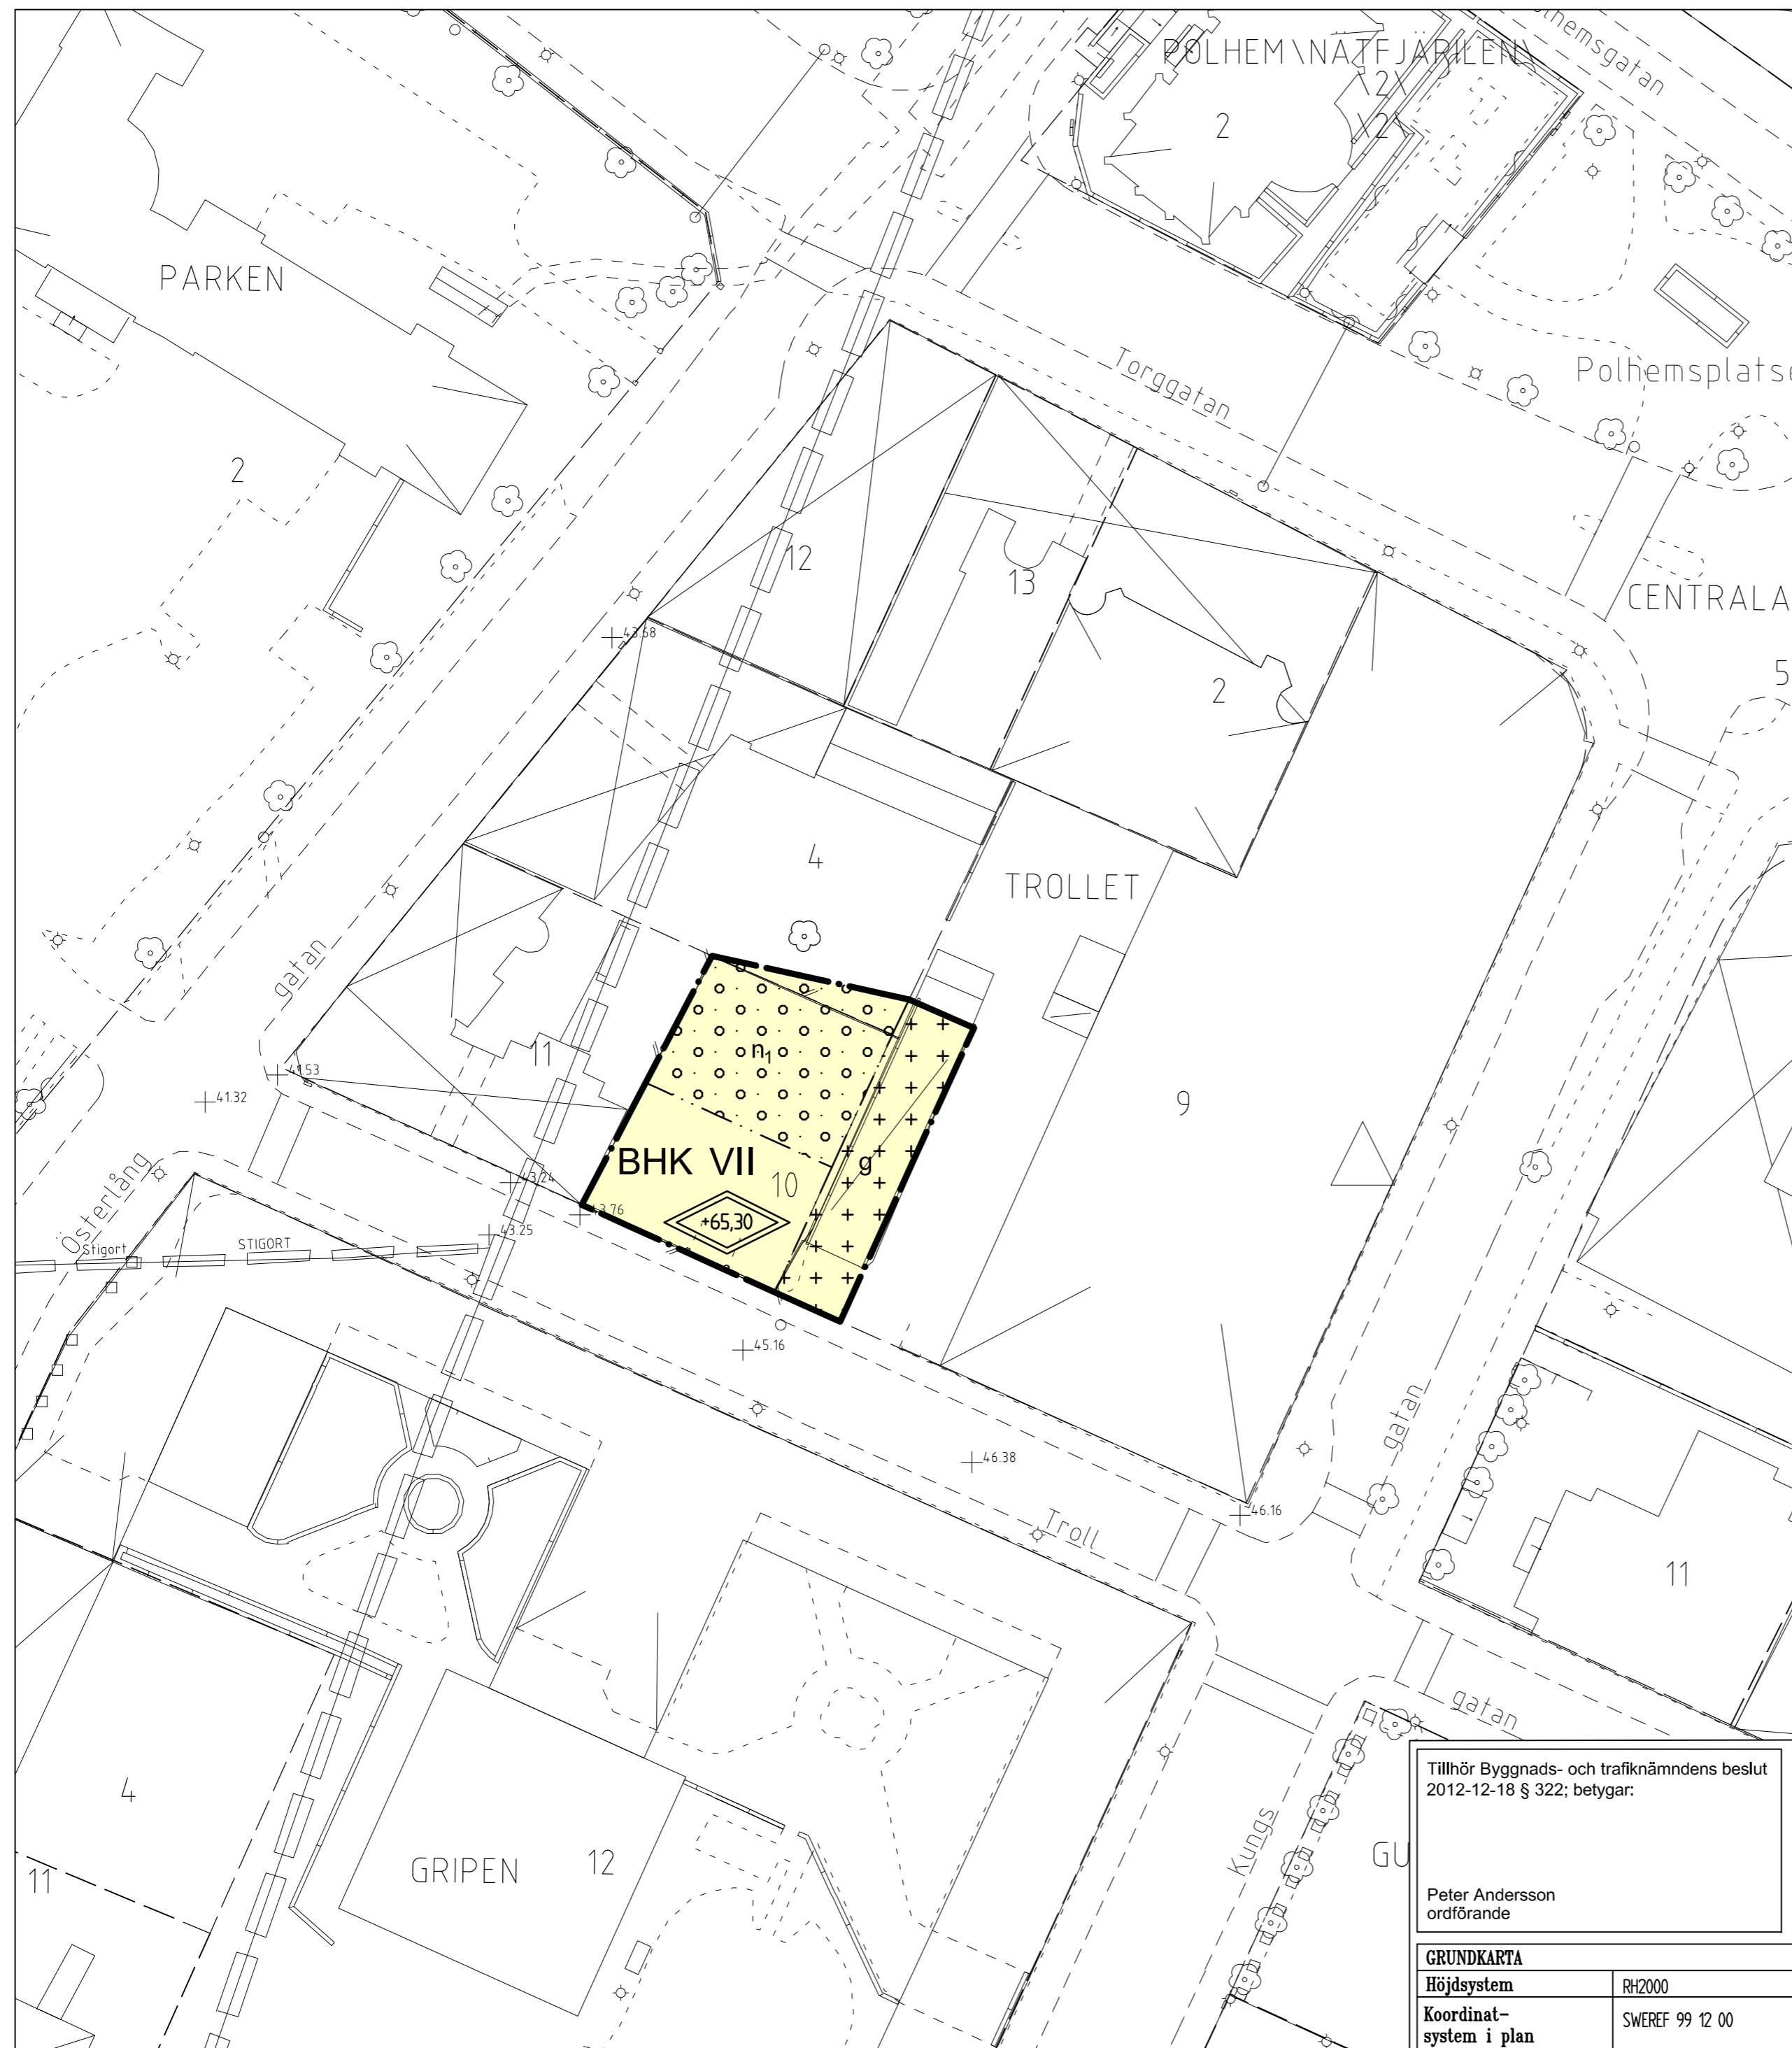 POLHEM\NATFJÄRILEN\
\2\
2
\2\
PARKEN
Torggatan
2
12
13
CENTRALA
43.68
2
5
4
TROLLET
gatan
n1
11
41.53
41.32
9
BHK VII
g
10
43.24
+65,30
43.76
43.25
Österlång
Stigort
STIGORT
45.16
gatan
46.38
46.16
Troll
11
gatan
Tillhör Byggnads- och trafiknämndens beslut
2012-12-18 § 322; betygar:
4
Kungs
GRIPEN
12
GU
11
Peter Andersson
ordförande
GRUNDKARTA
Höjdsystem
RH2000
Koordinat-
system i plan
SWEREF 99 12 00